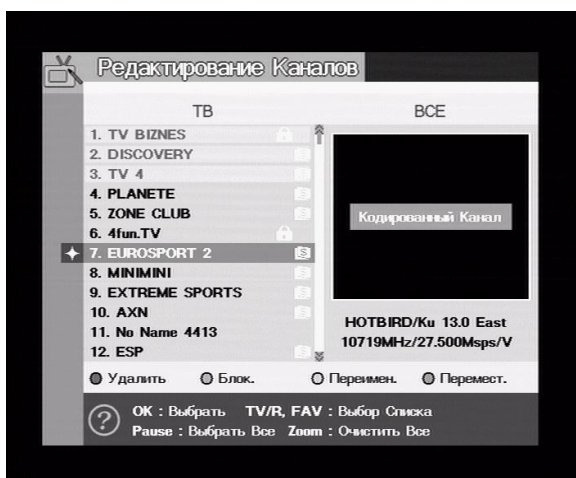 Редактирование Каналов
ТВ
ВСЕ
1. TV BIZNES
2. DISCOVERY
3. TV 4
4. PLANETE
5. ZONE CLUB
6. 4fun.TV
7. EUROSPORT 2
8. MINIMINI
9. EXTREME SPORTS
10. AXN
11. No Name 4413
12. ESP
Кодированный Канал
HOTBIRD/Ku 13.0 East
10719MHz/27.500Msps/V
Удалить Блок. Переимен. Перемест.
OK : Выбрать TV/R, FAV : Выбор Списка
Pause : Выбрать Все Zoom : Очистить Все